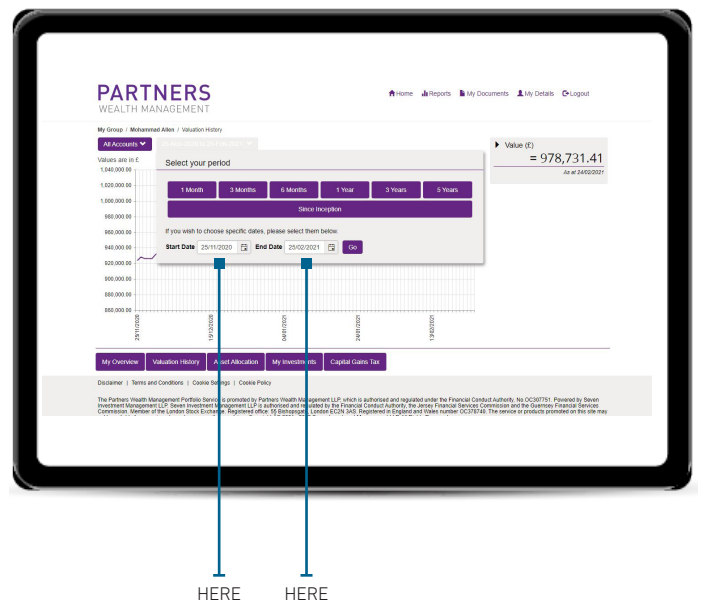 PARTNERS
WEALTH MANAGEMENT
Home Reports My Documents My Details Logout
My Group / Mohammad Allen / Valuation History
All Accounts
Value (£)
= 978,731.41
As at 24/02/2021
Values are in £
Select your period
1 Month 3 Months 6 Months 1 Year 3 Years 5 Years
Since Inception
If you wish to choose specific dates, please select them below.
Start Date 25/11/2020 End Date 25/02/2021 Go
1,040,000.00
1,020,000.00
1,000,000.00
980,000.00
960,000.00
940,000.00
920,000.00
900,000.00
880,000.00
860,000.00
25/11/2020
15/12/2020
04/01/2021
24/01/2021
13/02/2021
My Overview Valuation History Asset Allocation My Investments Capital Gains Tax
Disclaimer | Terms and Conditions | Cookie Settings | Cookie Policy
The Partners Wealth Management Portfolio Service is promoted by Partners Wealth Management LLP, which is authorised and regulated under the Financial Conduct Authority, No.OC307751. Powered by Seven
Investment Management LLP. Seven Investment Management LLP is authorised and regulated by the Financial Conduct Authority, the Jersey Financial Services Commission and the Guernsey Financial Services
Commission. Member of the London Stock Exchange. Registered office: 55 Bishopsgate, London EC2N 3AS. Registered in England and Wales number OC378740. The service or products promoted on this site may
HERE HERE